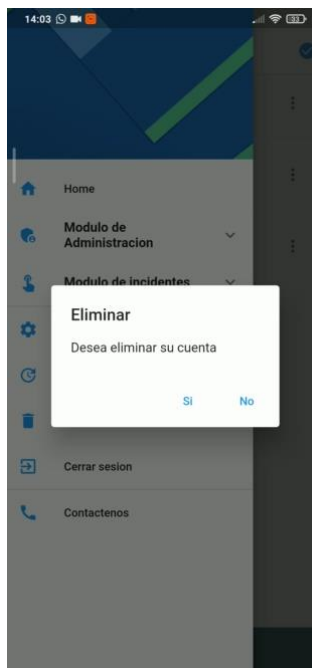 14:03
33
Home
Modulo de
Administracion
Modulo de incidentes
Eliminar
Desea eliminar su cuenta
Si
No
Cerrar sesion
Contactenos